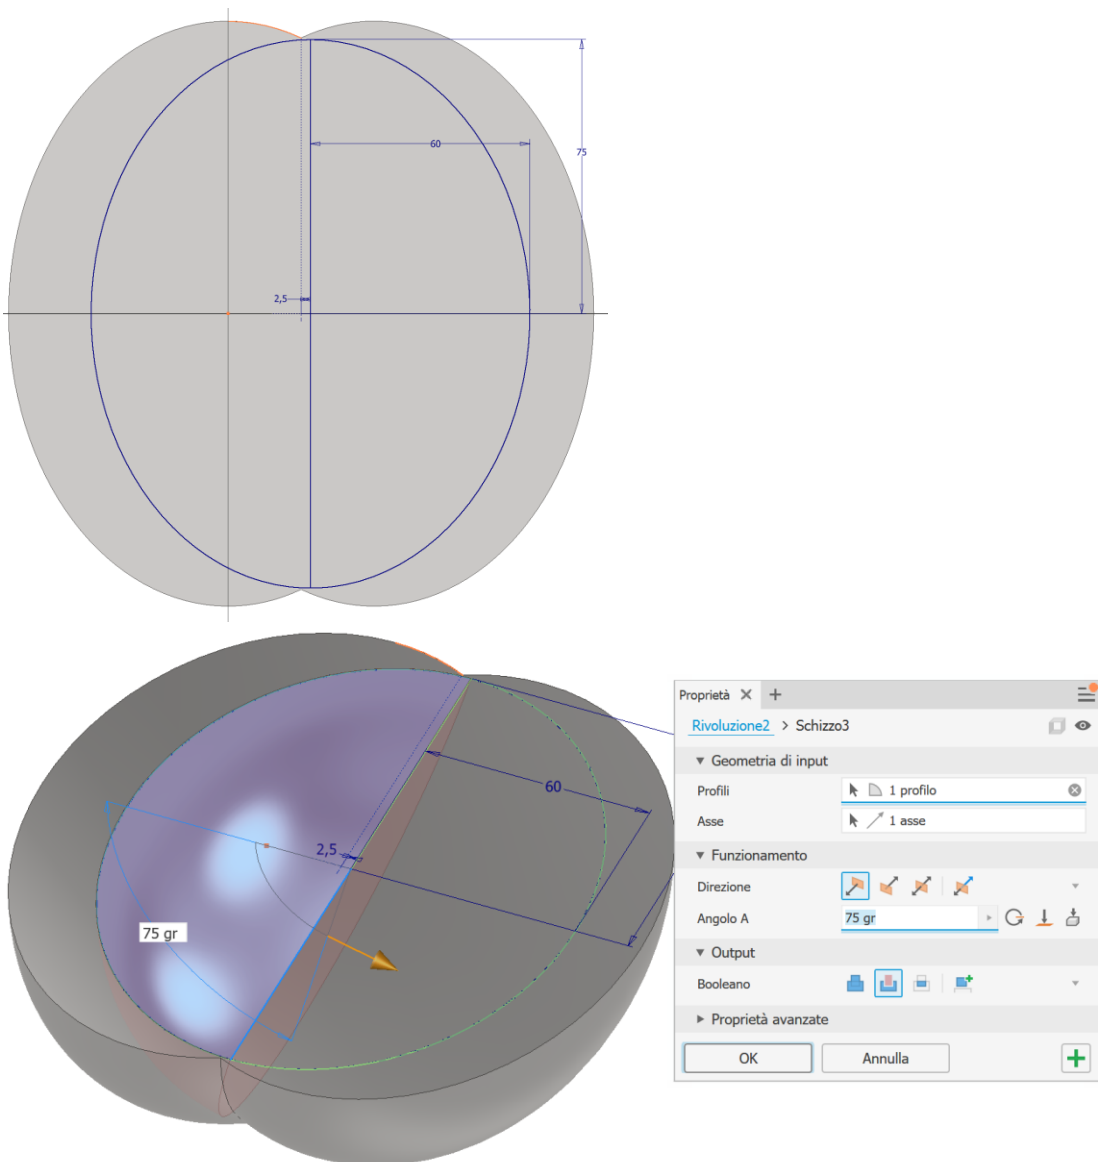 60
75
2,5
60
2,5
75 gr
Proprietà × +
Rivoluzione2 > Schizzo3
Geometria di input
Profili 1 profilo
Asse 1 asse
Funzionamento
Direzione
Angolo A 75 gr
Output
Booleano
Proprietà avanzate
OK Annulla